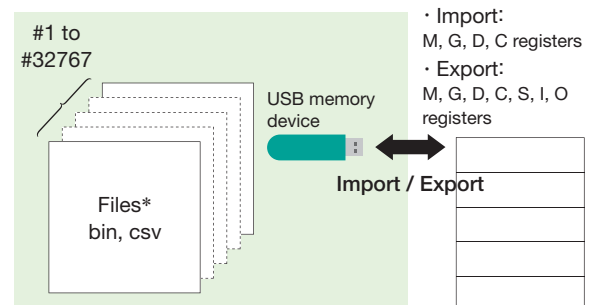 #1 to
#32767
Files*
bin, csv
USB memory
device
Import / Export
・Import:
M, G, D, C registers
・Export:
M, G, D, C, S, I, O
registers